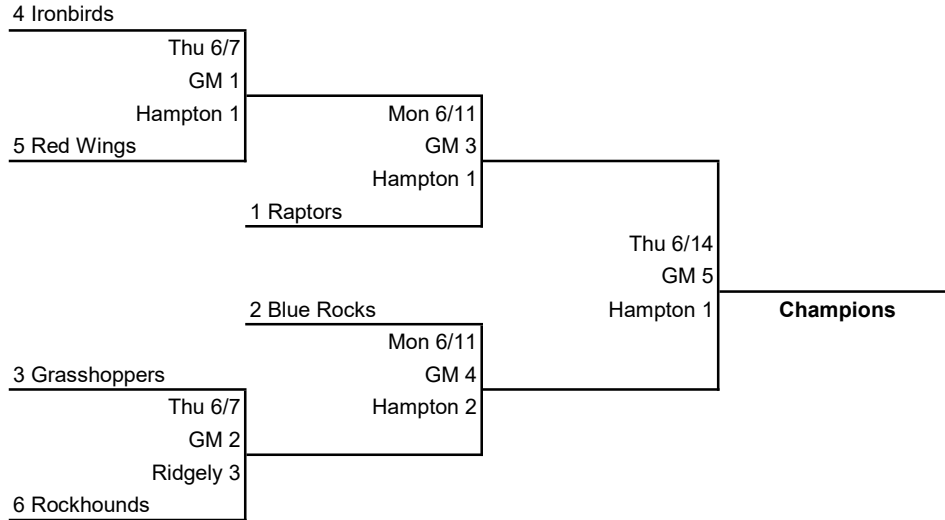 4 Ironbirds
Thu 6/7
GM 1
Hampton 1
5 Red Wings
Mon 6/11
GM 3
Hampton 1
1 Raptors
Thu 6/14
GM 5
Hampton 1
Champions
2 Blue Rocks
Mon 6/11
GM 4
Hampton 2
3 Grasshoppers
Thu 6/7
GM 2
Ridgely 3
6 Rockhounds